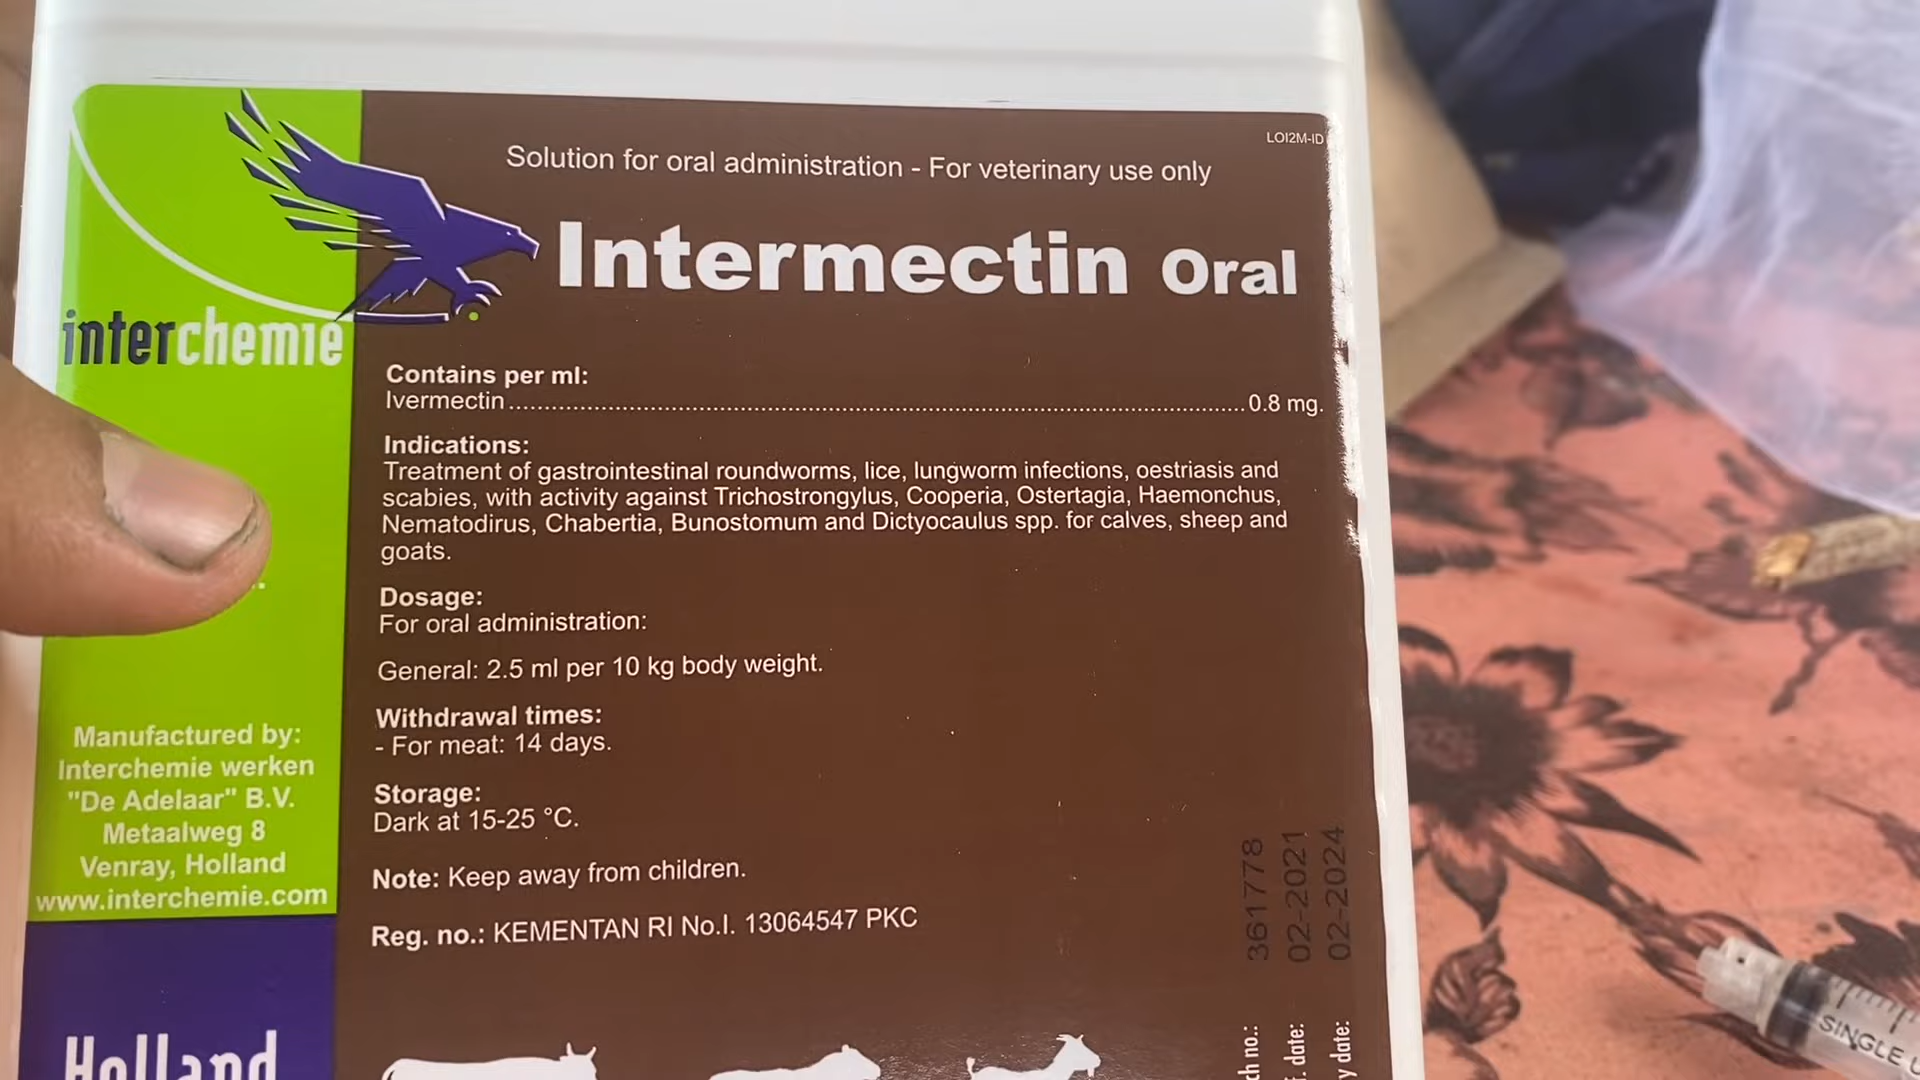 LOI2M-ID
Solution for oral administration - For veterinary use only
Intermectin Oral
interchemie
Contains per ml:
Ivermectin............................................................0.8 mg.
Indications:
Treatment of gastrointestinal roundworms, lice, lungworm infections, oestriasis and
scabies, with activity against Trichostrongylus, Cooperia, Ostertagia, Haemonchus,
Nematodirus, Chabertia, Bunostomum and Dictyocaulus spp. for calves, sheep and
goats.
Dosage:
For oral administration:
General: 2.5 ml per 10 kg body weight.
Withdrawal times:
- For meat: 14 days.
Storage:
Dark at 15-25 °C.
Note: Keep away from children.
Reg. no.: KEMENTAN RI No.I. 13064547 PKC
Manufactured by:
Interchemie werken
"De Adelaar" B.V.
Metaalweg 8
Venray, Holland
www.interchemie.com
Holland
ch no.: 361778
. date: 02-2021
y date: 02-2024
SINGLE U